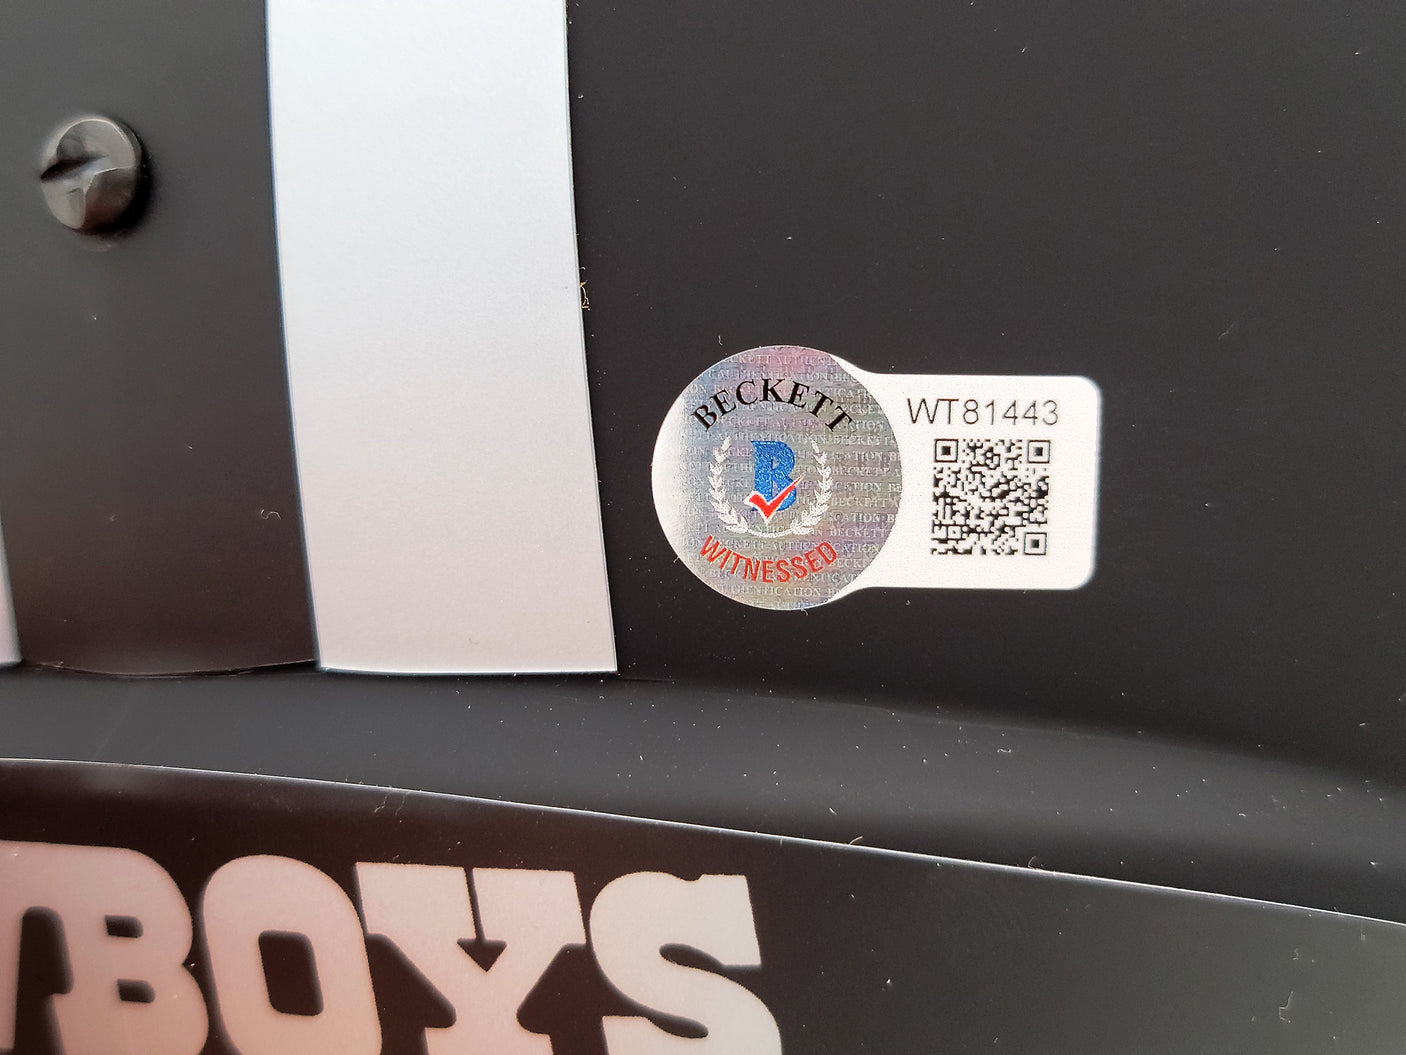 BECKETT
B
WITNESSED
WT81443
BOYS